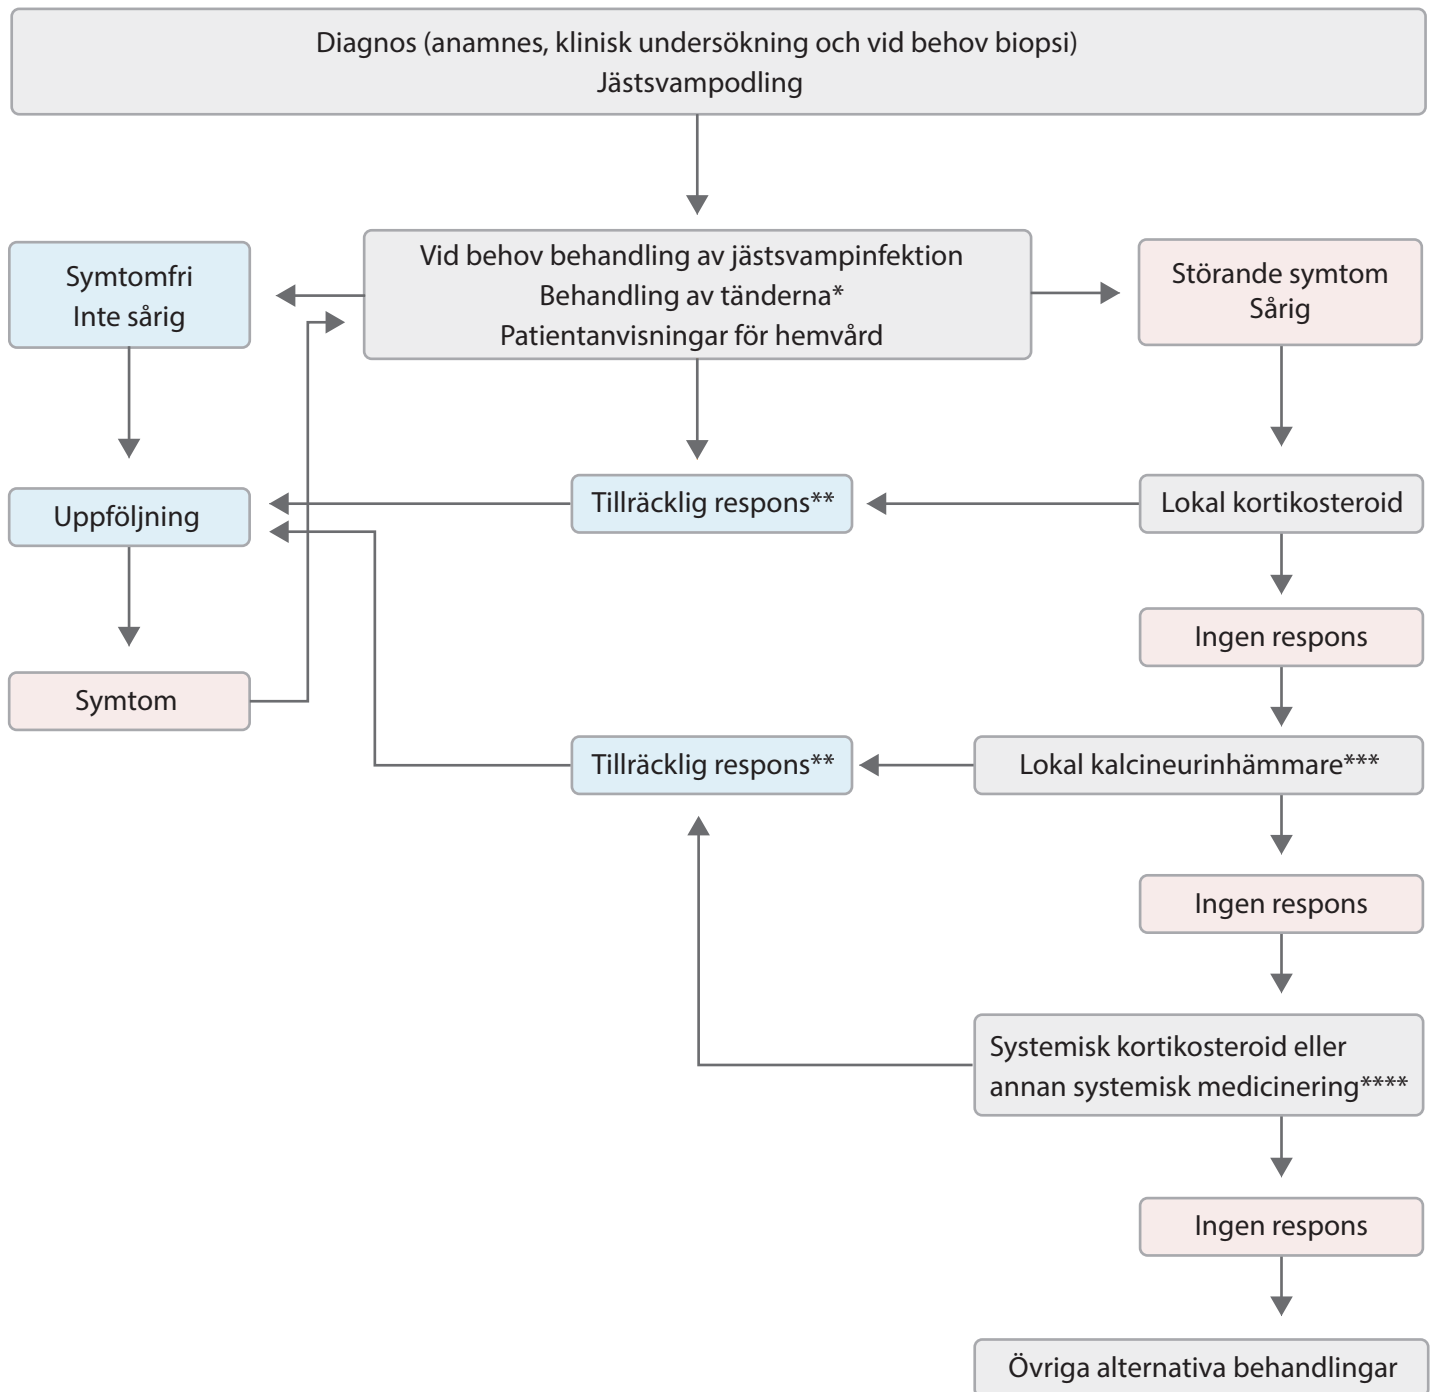 Diagnos (anamnes, klinisk undersökning och vid behov biopsi)
Jästsvampodling
Symtomfri
Inte sårig
Vid behov behandling av jästsvampinfektion
Behandling av tänderna*
Patientanvisningar för hemvård
Störande symtom
Sårig
Uppföljning
Tillräcklig respons**
Lokal kortikosteroid
Ingen respons
Symtom
Tillräcklig respons**
Lokal kalcineurinhämmare***
Ingen respons
Systemisk kortikosteroid eller
annan systemisk medicinering****
Ingen respons
Övriga alternativa behandlingar